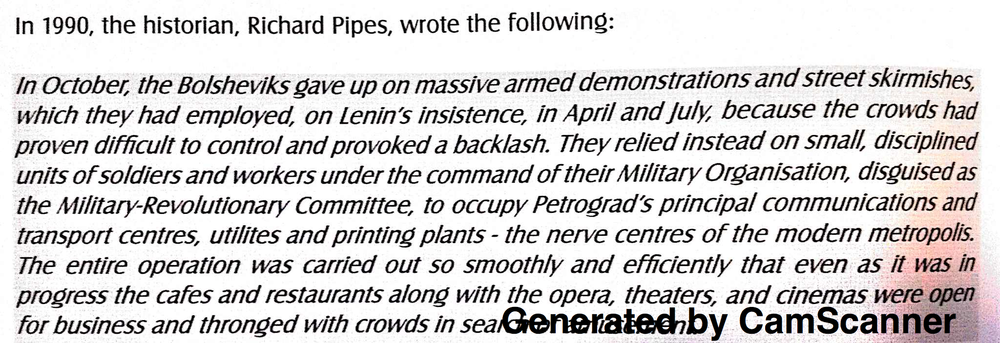 In 1990, the historian, Richard Pipes, wrote the following:
In October, the Bolsheviks gave up on massive armed demonstrations and street skirmishes,
which they had employed, on Lenin's insistence, in April and July, because the crowds had
proven difficult to control and provoked a backlash. They relied instead on small, disciplined
units of soldiers and workers under the command of their Military Organisation, disguised as
the Military-Revolutionary Committee, to occupy Petrograd's principal communications and
transport centres, utilites and printing plants - the nerve centres of the modern metropolis.
The entire operation was carried out so smoothly and efficiently that even as it was in
progress the cafes and restaurants along with the opera, theaters, and cinemas were open
for business and thronged with crowds in
Generated by CamScanner